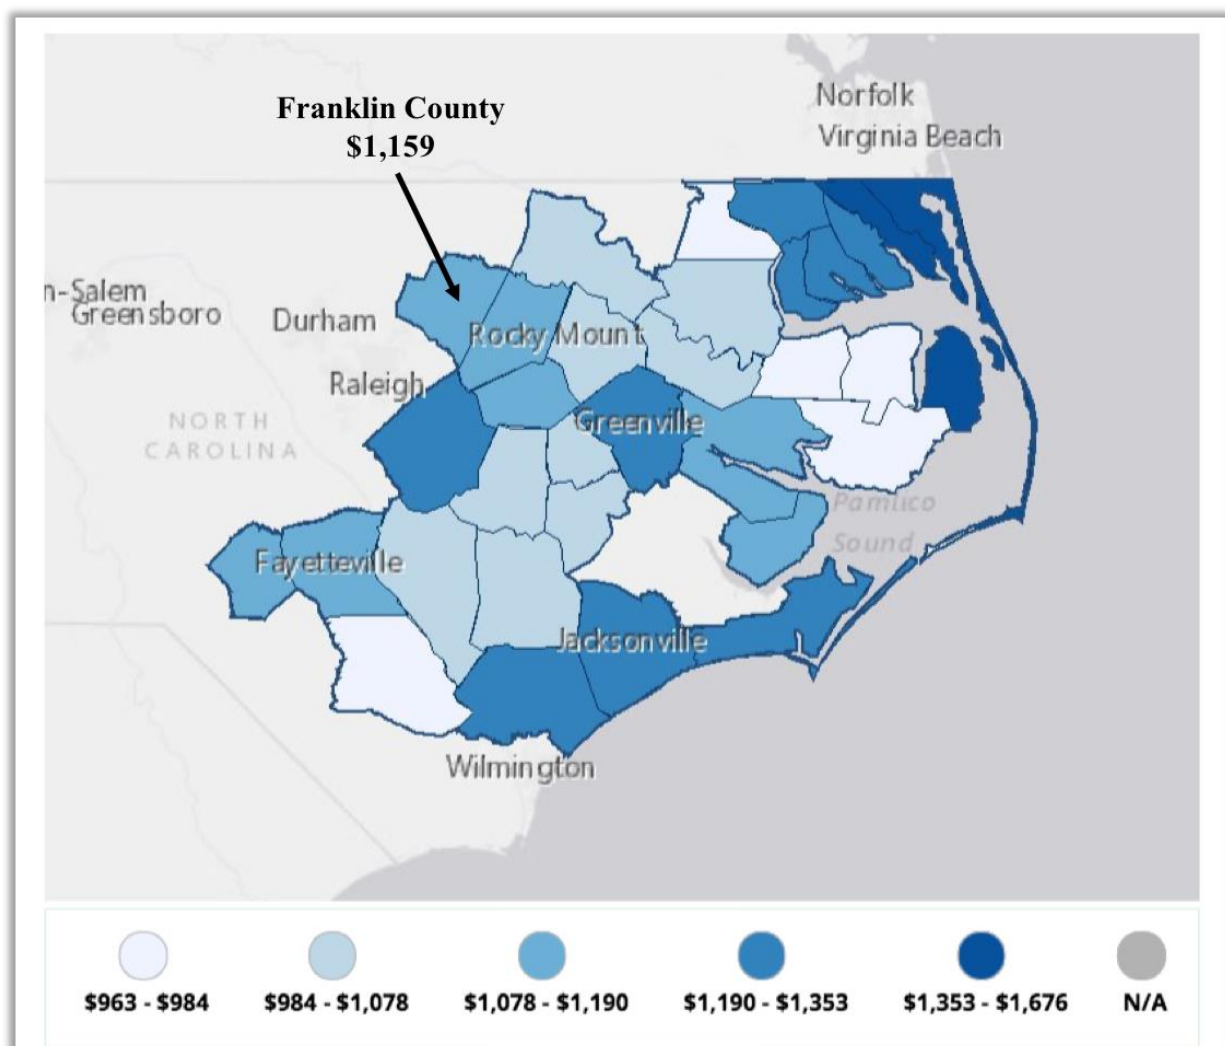 Norfolk
Virginia Beach
Franklin County
$1,159
n-Salem
Greensboro
Durham
Rocky Mount
Raleigh
NORTH
CAROLINA
Greenville
Pamlico
Sound
Fayetteville
Jacksonville
Wilmington
$963 - $984
$984 - $1,078
$1,078 - $1,190
$1,190 - $1,353
$1,353 - $1,676
N/A